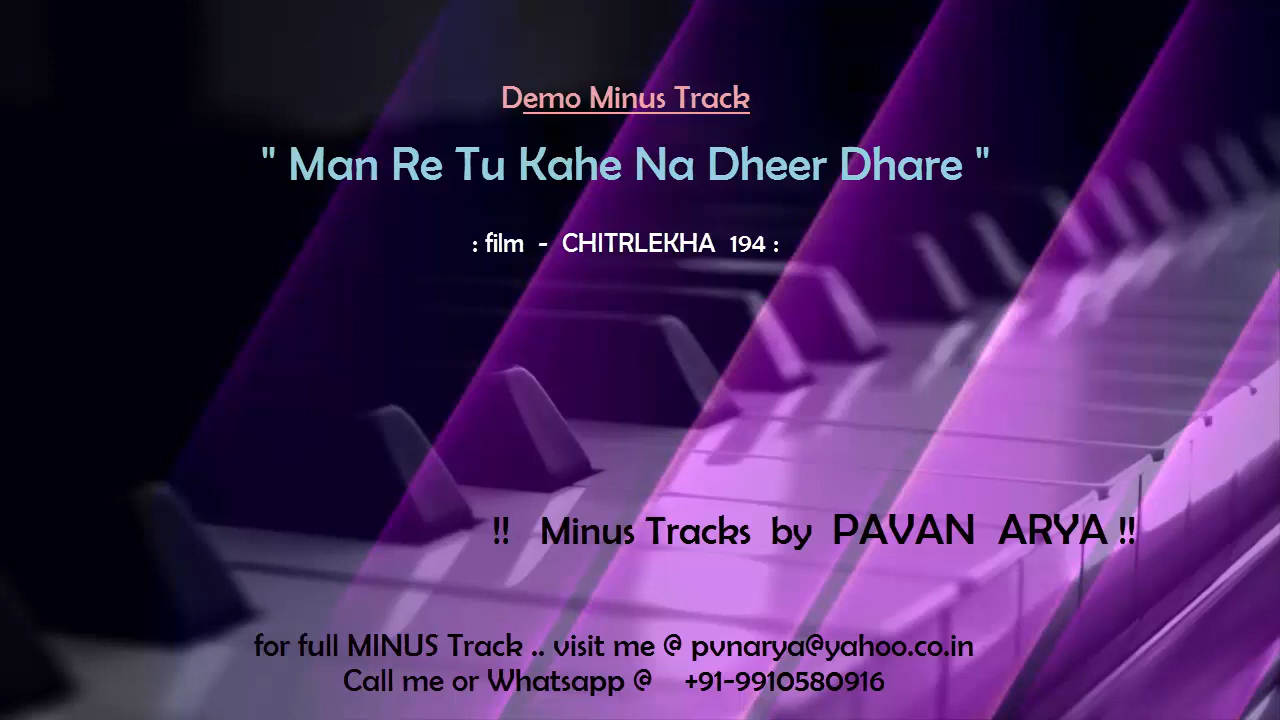 Demo Minus Track
" Man Re Tu Kahe Na Dheer Dhare "
: film - CHITRLEKHA 194 :
!! Minus Tracks by PAVAN ARYA !!
for full MINUS Track .. visit me @ pvnarya@yahoo.co.in
Call me or Whatsapp @ +91-9910580916